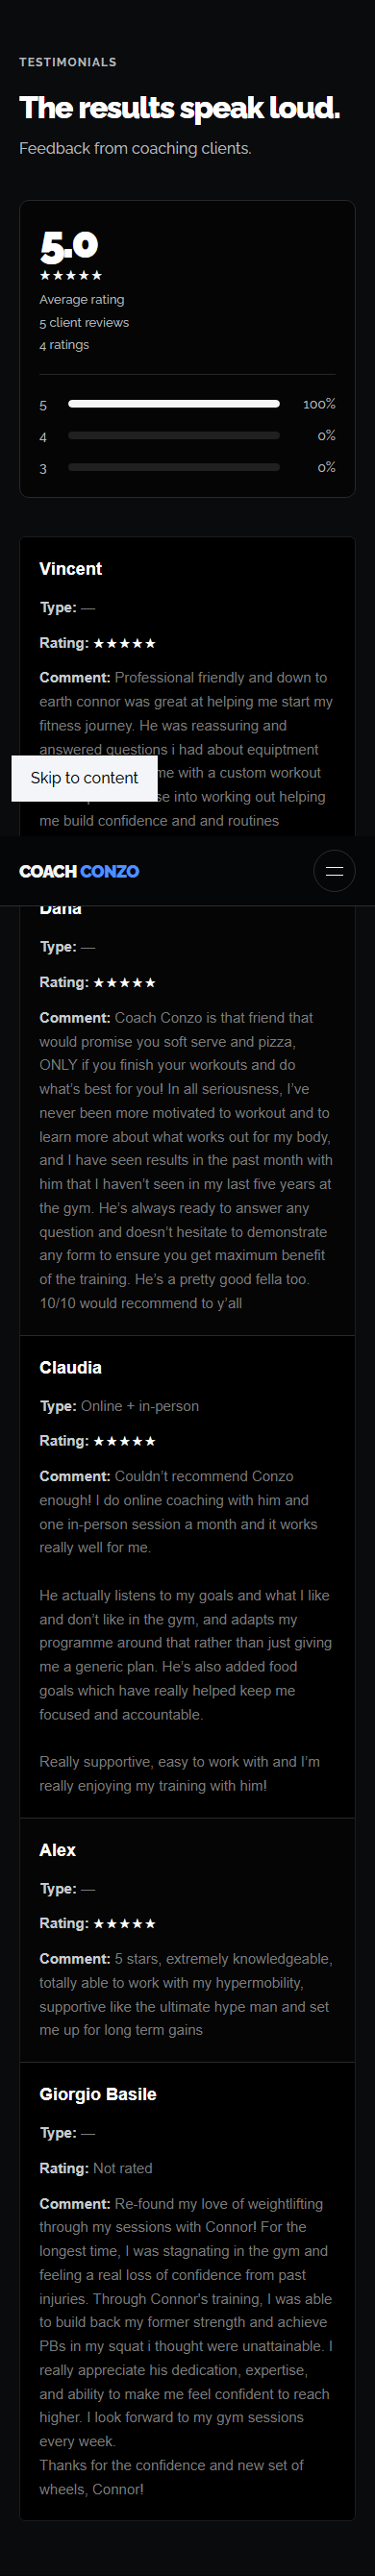 TESTIMONIALS
The results speak loud.
Feedback from coaching clients.
5.0
★★★★★
Average rating
5 client reviews
4 ratings
5 100%
4 0%
3 0%
Vincent
Type: —
Rating: ★★★★★
Comment: Professional friendly and down to
earth connor was great at helping me start my
fitness journey. He was reassuring and
answered questions i had about equiptment
me with a custom workout
Skip to content
into working out helping
me build confidence and and routines
COACH CONZO
Dana
Type: —
Rating: ★★★★★
Comment: Coach Conzo is that friend that
would promise you soft serve and pizza,
ONLY if you finish your workouts and do
what’s best for you! In all seriousness, I’ve
never been more motivated to workout and to
learn more about what works out for my body,
and I have seen results in the past month with
him that I haven’t seen in my last five years at
the gym. He’s always ready to answer any
question and doesn’t hesitate to demonstrate
any form to ensure you get maximum benefit
of the training. He’s a pretty good fella too.
10/10 would recommend to y’all
Claudia
Type: Online + in-person
Rating: ★★★★★
Comment: Couldn’t recommend Conzo
enough! I do online coaching with him and
one in-person session a month and it works
really well for me.
He actually listens to my goals and what I like
and don’t like in the gym, and adapts my
programme around that rather than just giving
me a generic plan. He’s also added food
goals which have really helped keep me
focused and accountable.
Really supportive, easy to work with and I’m
really enjoying my training with him!
Alex
Type: —
Rating: ★★★★★
Comment: 5 stars, extremely knowledgeable,
totally able to work with my hypermobility,
supportive like the ultimate hype man and set
me up for long term gains
Giorgio Basile
Type: —
Rating: Not rated
Comment: Re-found my love of weightlifting
through my sessions with Connor! For the
longest time, I was stagnating in the gym and
feeling a real loss of confidence from past
injuries. Through Connor's training, I was able
to build back my former strength and achieve
PBs in my squat i thought were unattainable. I
really appreciate his dedication, expertise,
and ability to make me feel confident to reach
higher. I look forward to my gym sessions
every week.
Thanks for the confidence and new set of
wheels, Connor!